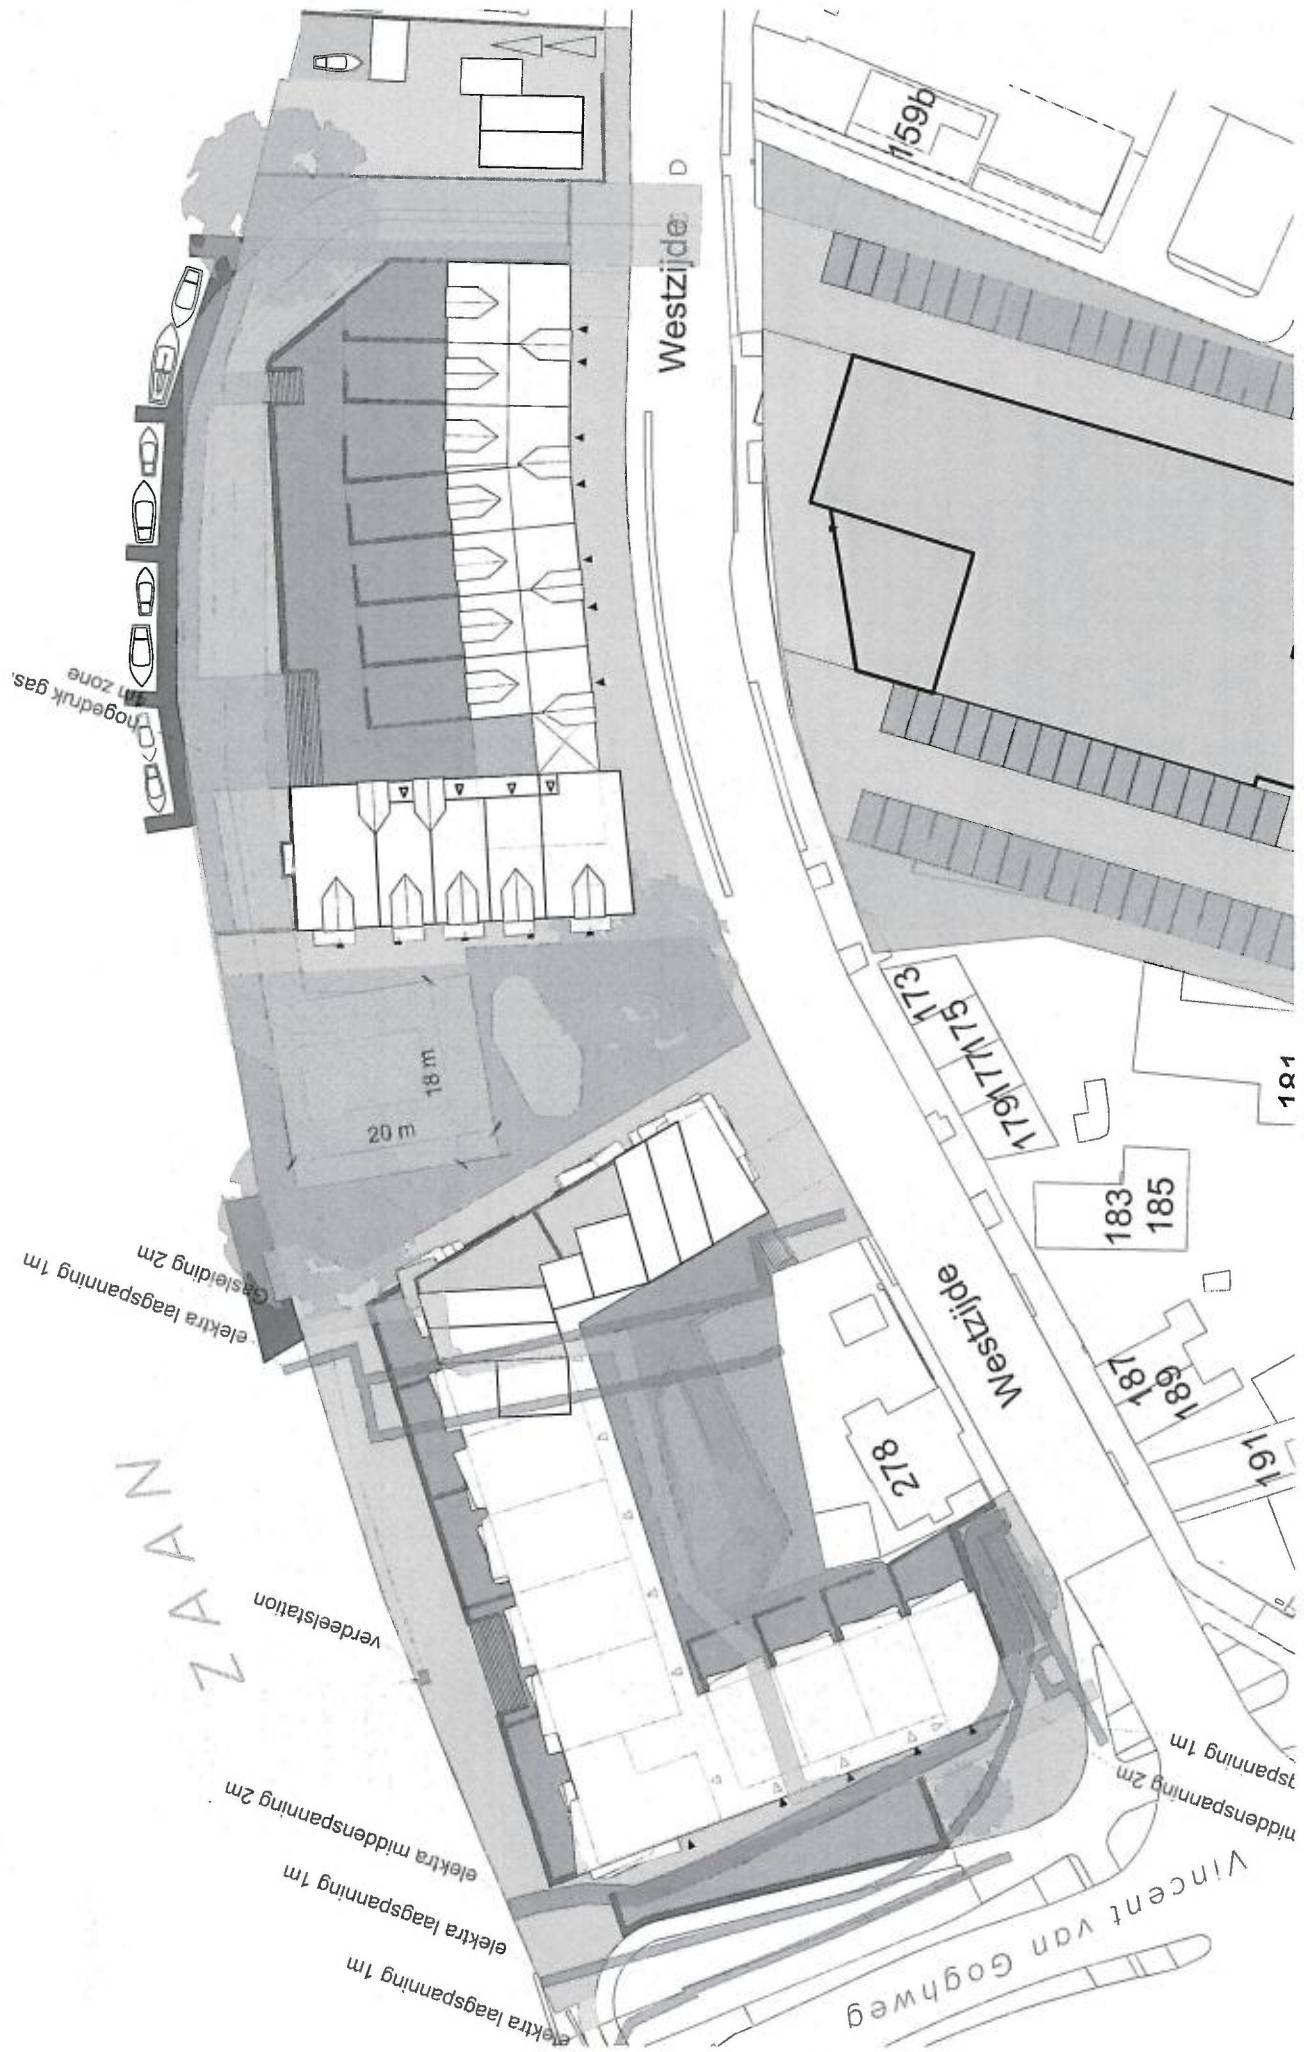 159b
D
Westzijde
hogedruk gas.
zone
173
175
177
179
181
18 m
20 m
183
185
Gasleiding 2m
elektra laagspanning 1m
Westzijde
187
189
191
278
ZAAN
verdeelstation
elektra middenspanning 2m
elektra laagspanning 1m
elektra laagspanning 1m
gspanning 1m
middenspanning 2m
Vincent van Goghweg